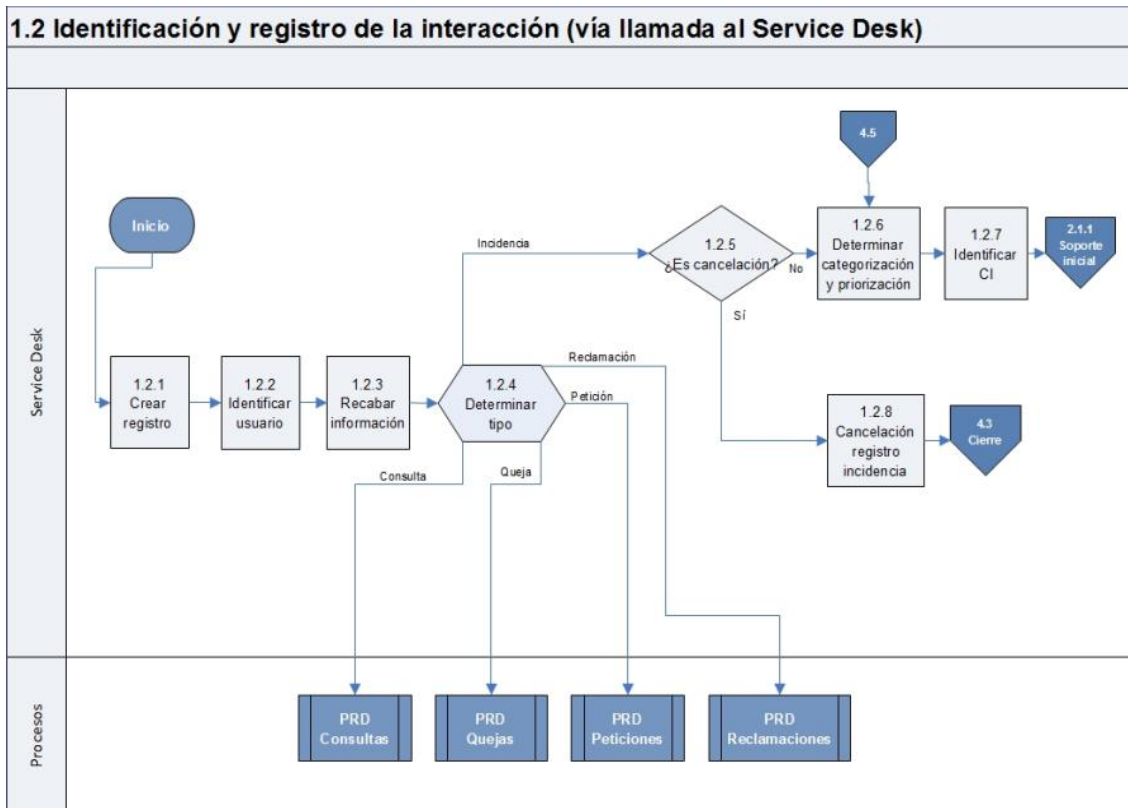 1.2 Identificación y registro de la interacción (vía llamada al Service Desk)
Service Desk
Inicio
1.2.1
Crear
registro
1.2.2
Identificar
usuario
1.2.3
Recabar
información
1.2.4
Determinar
tipo
Incidencia
Reclamación
Petición
Consulta
Queja
1.2.5
¿Es cancelación?
No
Sí
4.5
1.2.6
Determinar
categorización
y priorización
1.2.7
Identificar
CI
2.1.1
Soporte
inicial
1.2.8
Cancelación
registro
incidencia
4.3
Cierre
Procesos
PRD
Consultas
PRD
Quejas
PRD
Peticiones
PRD
Reclamaciones